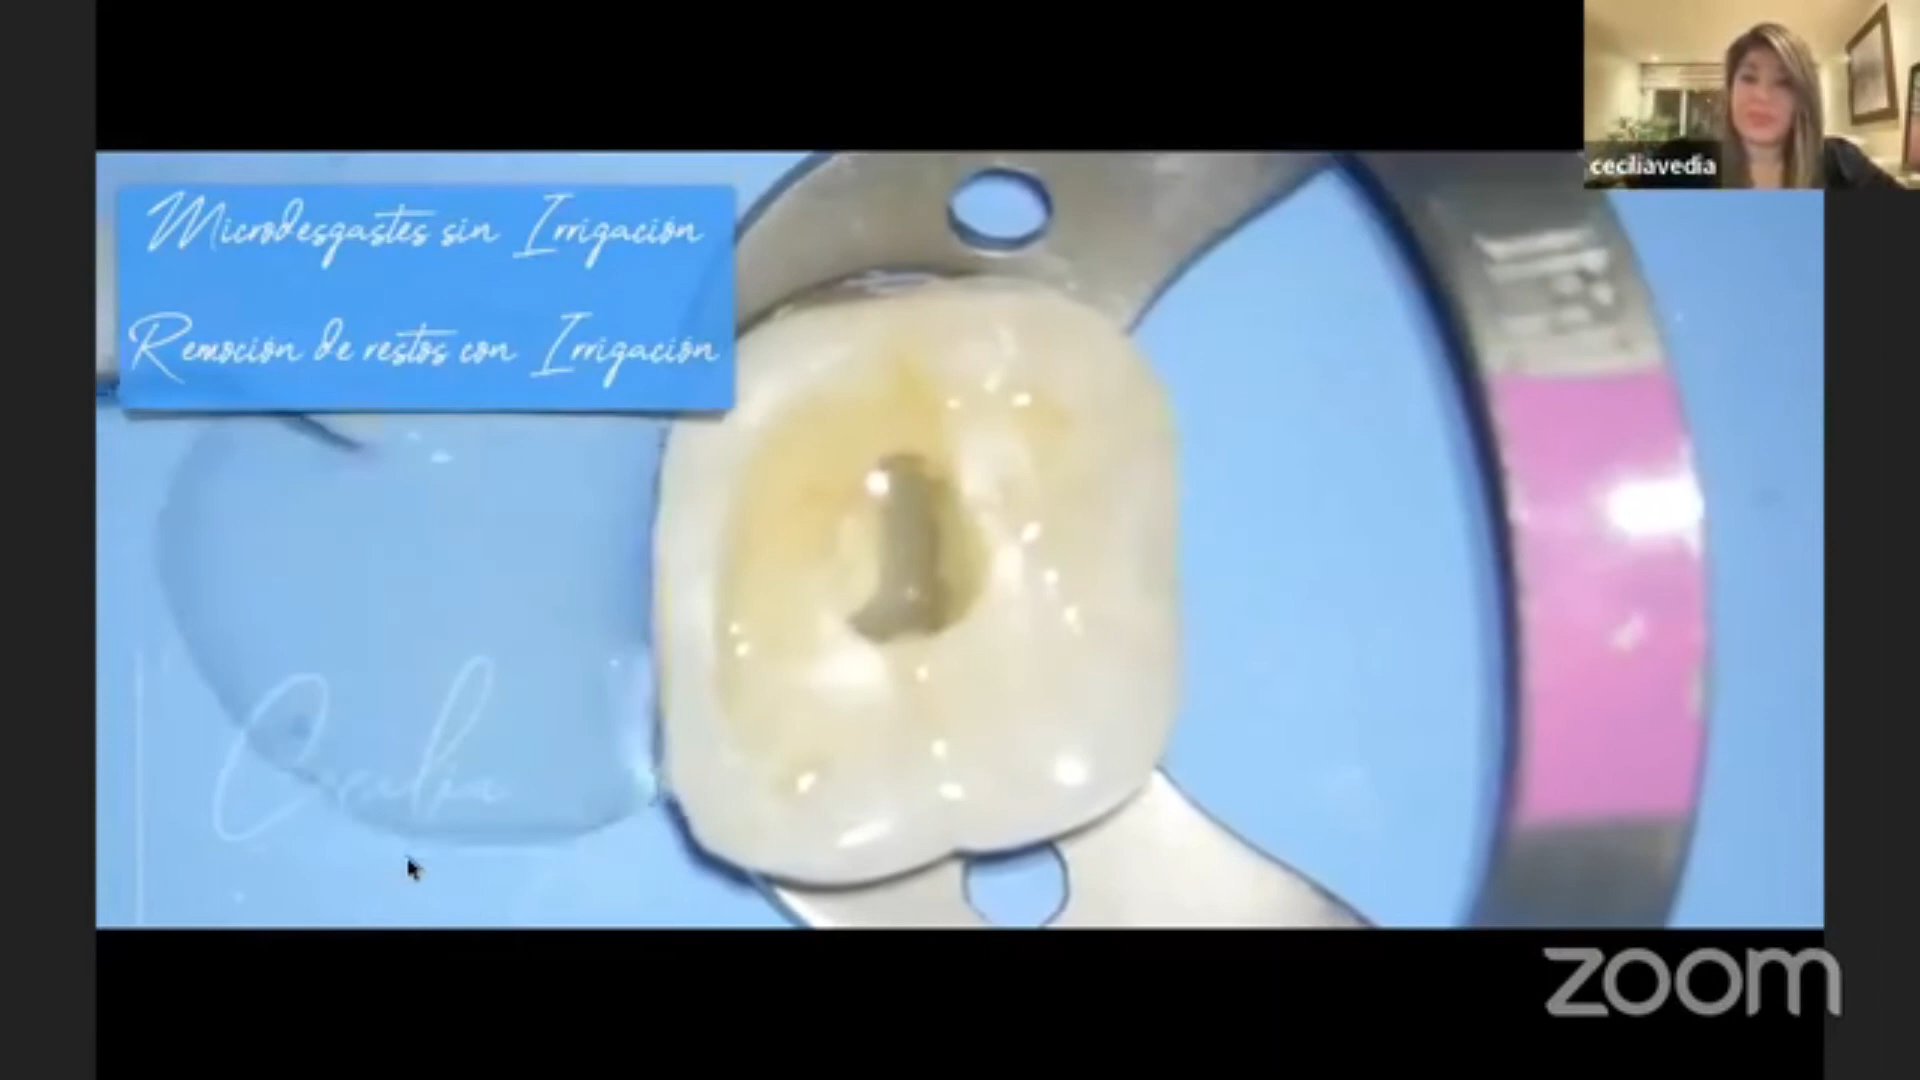 Microdesgastes sin Irrigación
Remoción de restos con Irrigación
ceciliavedia
zoom